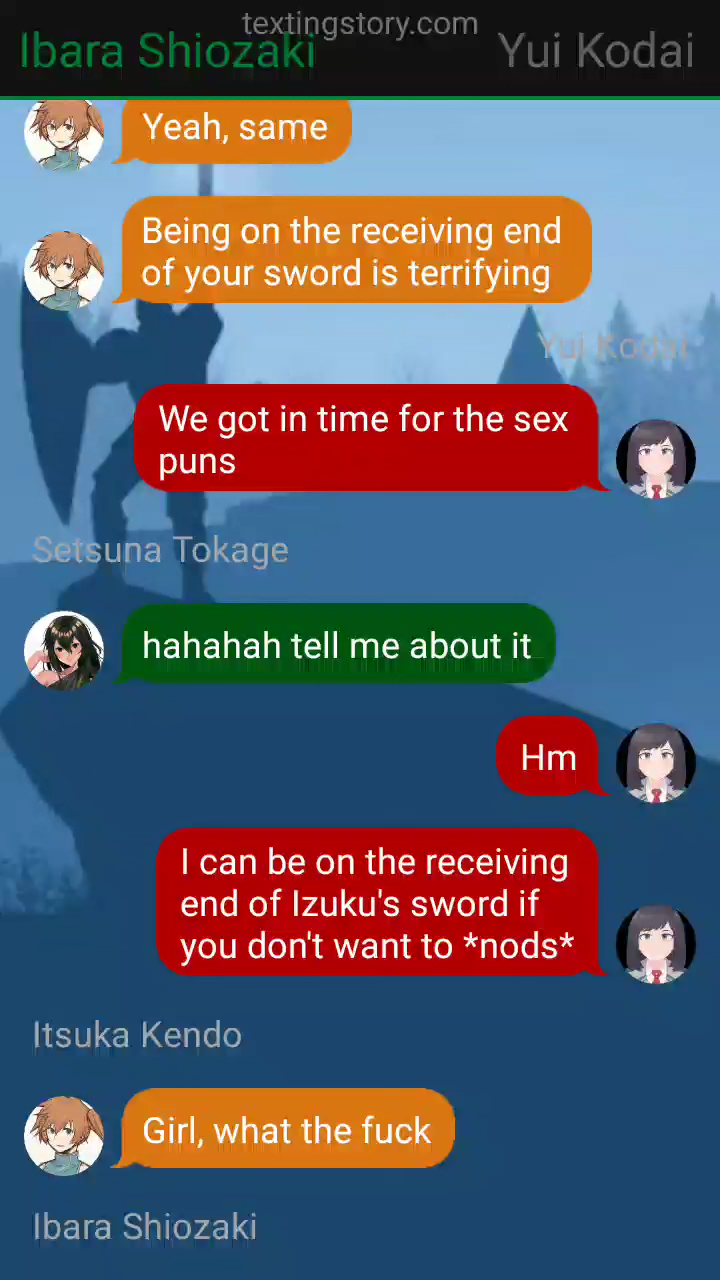 textingstory.com
Ibara Shiozaki
Yui Kodai
Yeah, same
Being on the receiving end
of your sword is terrifying
Yui Kodai
We got in time for the sex
puns
Setsuna Tokage
hahahah tell me about it
Hm
I can be on the receiving
end of Izuku's sword if
you don't want to *nods*
Itsuka Kendo
Girl, what the fuck
Ibara Shiozaki